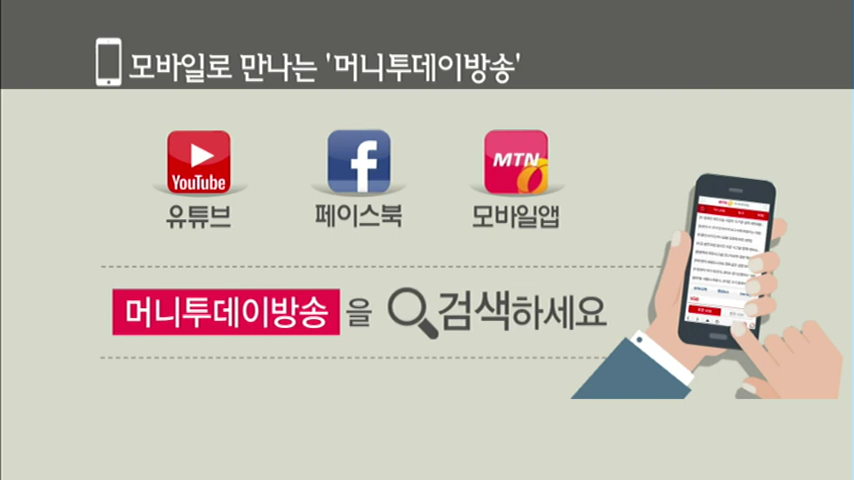 모바일로 만나는 '머니투데이방송'
YouTube
MTN
유튜브
페이스북
모바일앱
머니투데이방송을 검색하세요